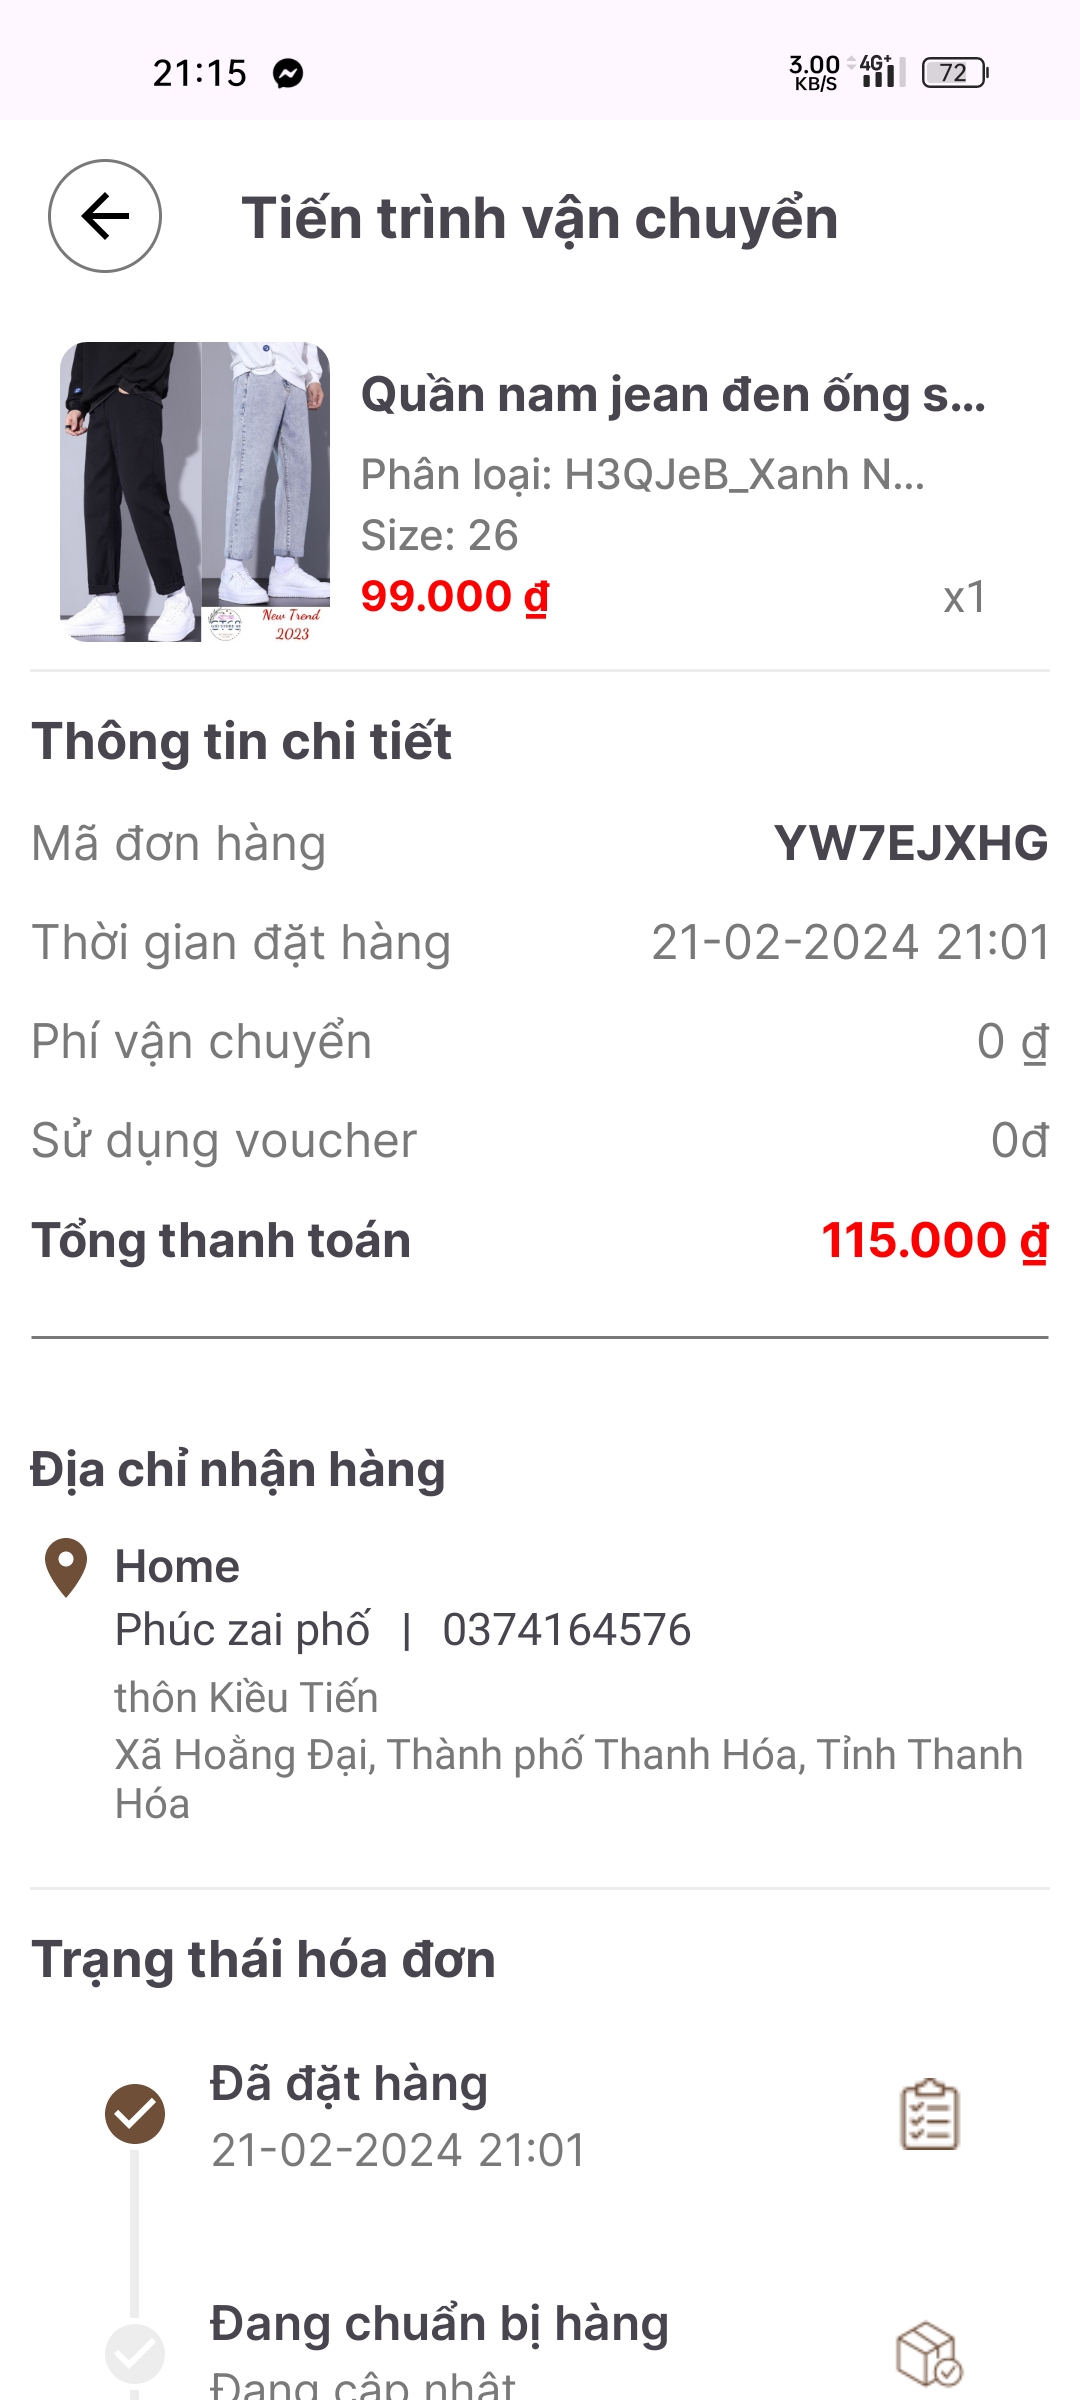 21:15
3.00 KB/S 4G+ 72
Tiến trình vận chuyển
Quần nam jean đen ống s...
Phân loại: H3QJeB_Xanh N...
Size: 26
99.000 ₫ x1
New Trend
2023
Thông tin chi tiết
Mã đơn hàng YW7EJXHG
Thời gian đặt hàng 21-02-2024 21:01
Phí vận chuyển 0 ₫
Sử dụng voucher 0đ
Tổng thanh toán 115.000 ₫
Địa chỉ nhận hàng
Home
Phúc zai phố | 0374164576
thôn Kiều Tiến
Xã Hoằng Đại, Thành phố Thanh Hóa, Tỉnh Thanh
Hóa
Trạng thái hóa đơn
Đã đặt hàng
21-02-2024 21:01
Đang chuẩn bị hàng
Đang cập nhật